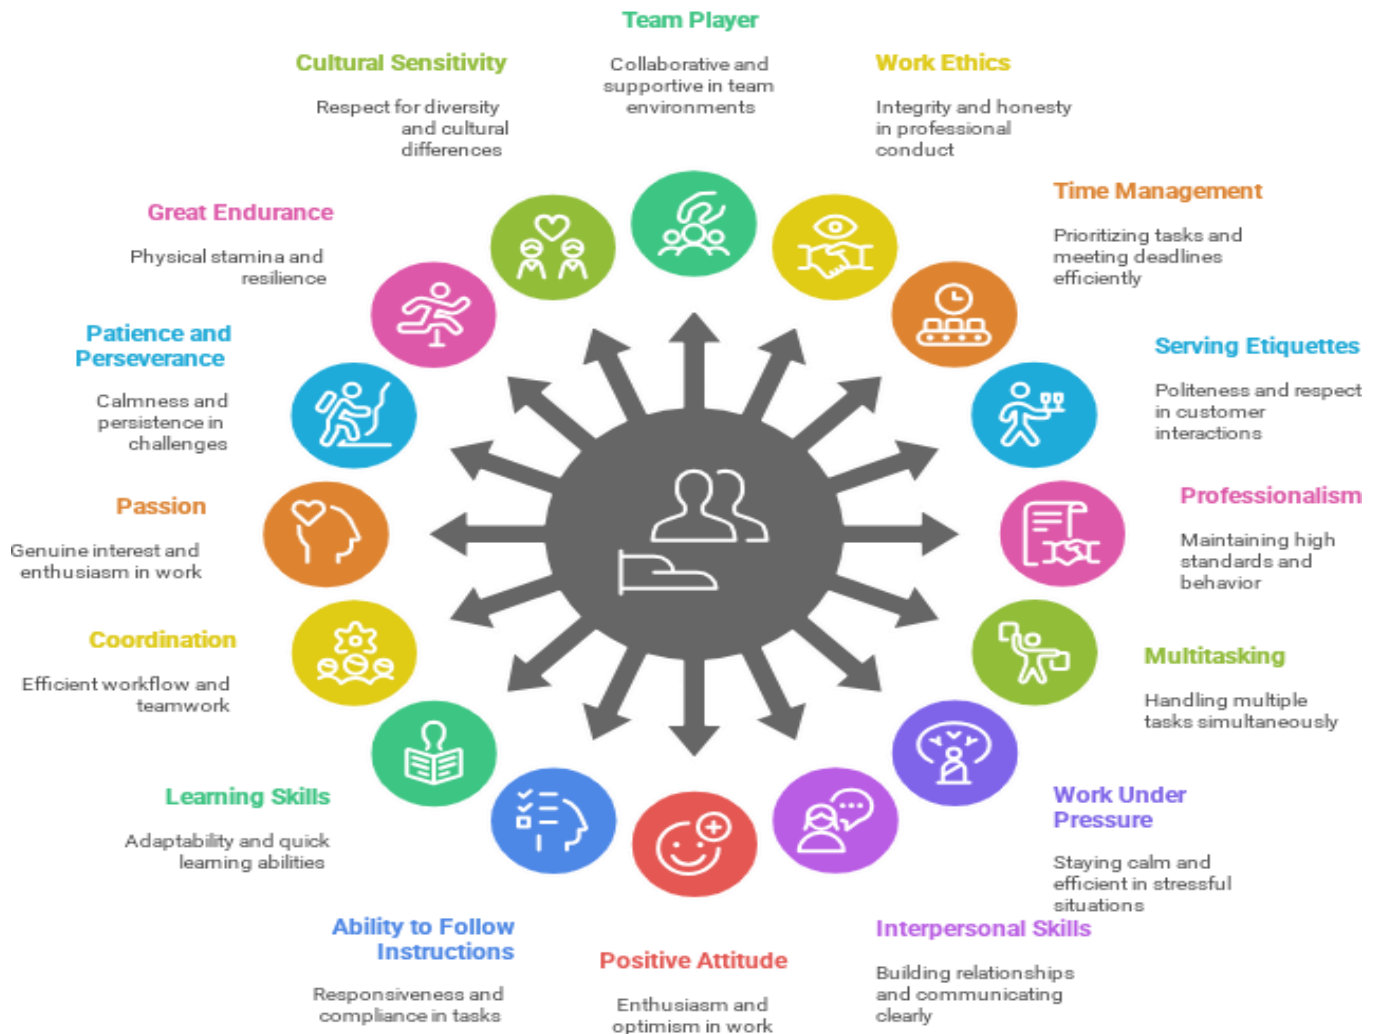 Team Player
Collaborative and
supportive in team
environments
Work Ethics
Integrity and honesty
in professional
conduct
Time Management
Prioritizing tasks and
meeting deadlines
efficiently
Serving Etiquettes
Politeness and respect
in customer
interactions
Professionalism
Maintaining high
standards and
behavior
Multitasking
Handling multiple
tasks simultaneously
Work Under
Pressure
Staying calm and
efficient in stressful
situations
Interpersonal Skills
Building relationships
and communicating
clearly
Positive Attitude
Enthusiasm and
optimism in work
Ability to Follow
Instructions
Responsiveness and
compliance in tasks
Learning Skills
Adaptability and quick
learning abilities
Coordination
Efficient workflow and
teamwork
Passion
Genuine interest and
enthusiasm in work
Patience and
Perseverance
Calmness and
persistence in
challenges
Great Endurance
Physical stamina and
resilience
Cultural Sensitivity
Respect for diversity
and cultural
differences